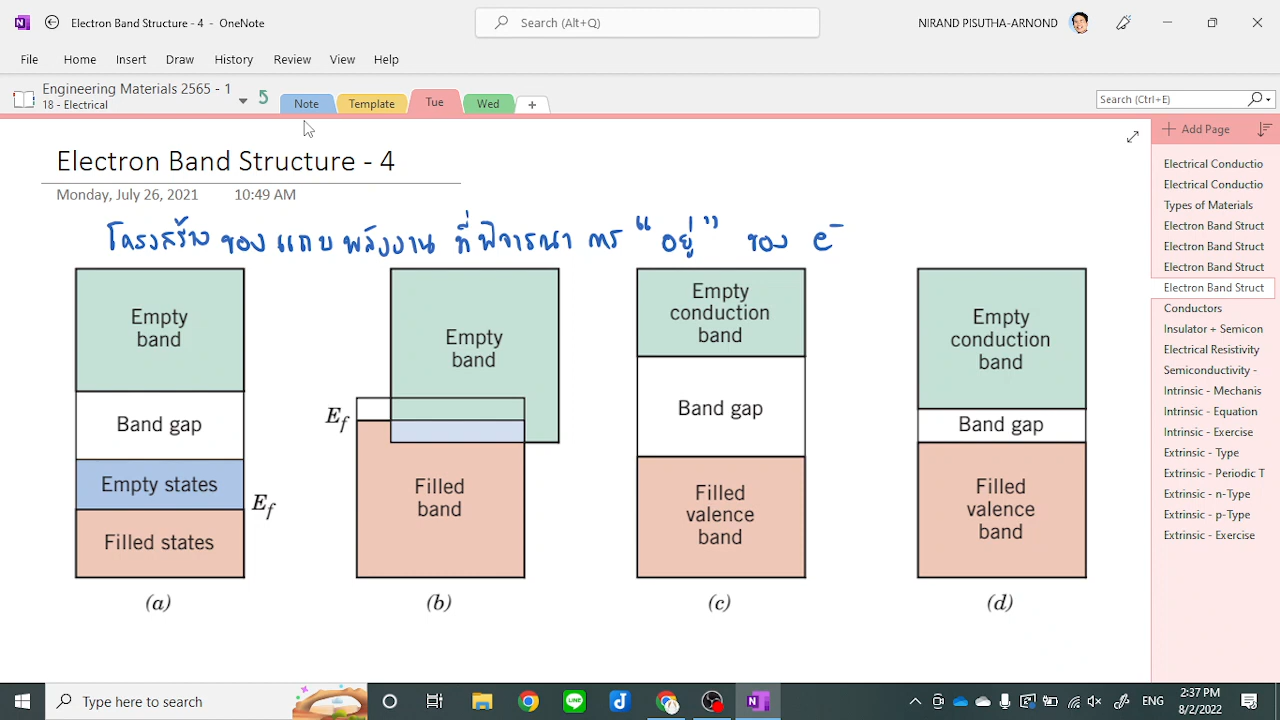 Electron Band Structure - 4 - OneNote
Search (Alt+Q)
NIRAND PISUTHA-ARNOND
File Home Insert Draw History Review View Help
Engineering Materials 2565 - 1
18 - Electrical
Note Template Tue Wed +
Search (Ctrl+E)
Electron Band Structure - 4
Monday, July 26, 2021 10:49 AM
โครงสร้าง ของ แถบ พลังงาน ที่ พิจารณา การ "อยู่" ของ e⁻
Empty
band
Band gap
Empty states
Filled states
Ef
(a)
Empty
band
Ef
Filled
band
(b)
Empty
conduction
band
Band gap
Filled
valence
band
(c)
Empty
conduction
band
Band gap
Filled
valence
band
(d)
Add Page
Electrical Conductio
Electrical Conductio
Types of Materials
Electron Band Struct
Electron Band Struct
Electron Band Struct
Electron Band Struct
Conductors
Insulator + Semicon
Electrical Resistivity
Semiconductivity -
Intrinsic - Mechanis
Intrinsic - Equation
Intrinsic - Exercise
Extrinsic - Type
Extrinsic - Periodic T
Extrinsic - n-Type
Extrinsic - p-Type
Extrinsic - Exercise
Type here to search
LINE
ENG
2:37 PM
8/2/2022